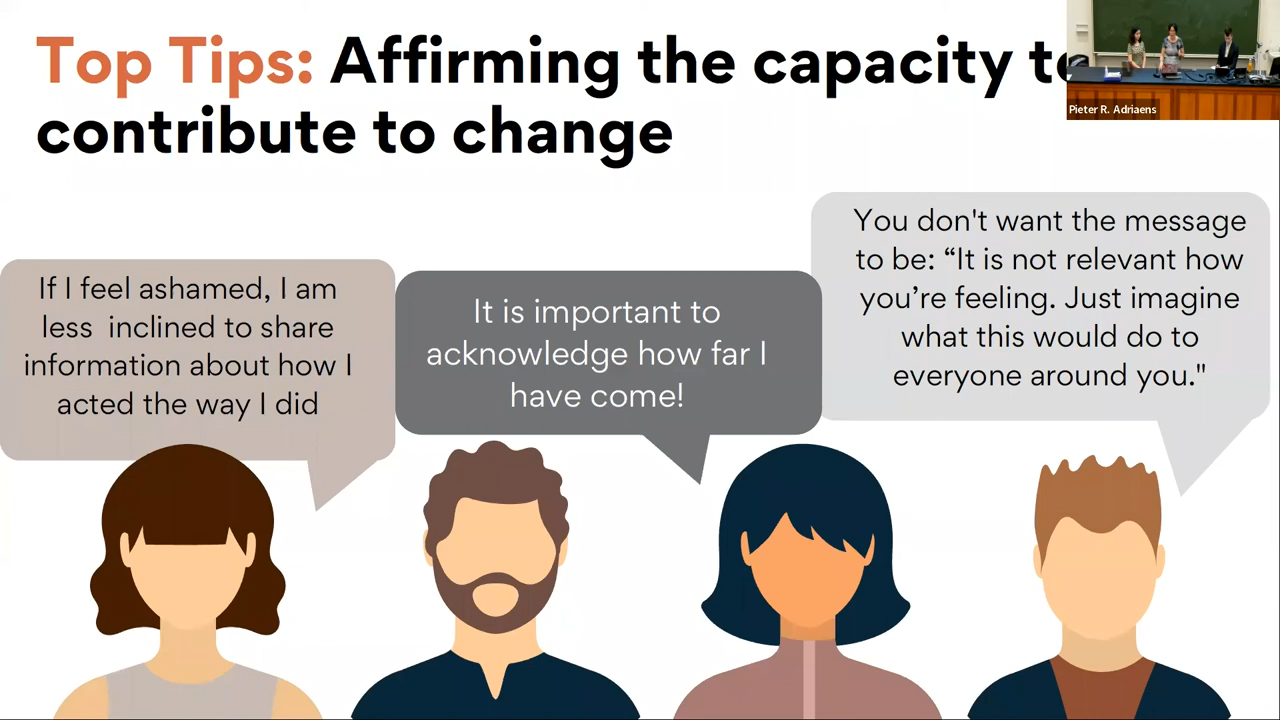 Top Tips: Affirming the capacity t
contribute to change
Pieter R. Adriaens
If I feel ashamed, I am
less inclined to share
information about how I
acted the way I did
It is important to
acknowledge how far I
have come!
You don't want the message
to be: “It is not relevant how
you’re feeling. Just imagine
what this would do to
everyone around you."